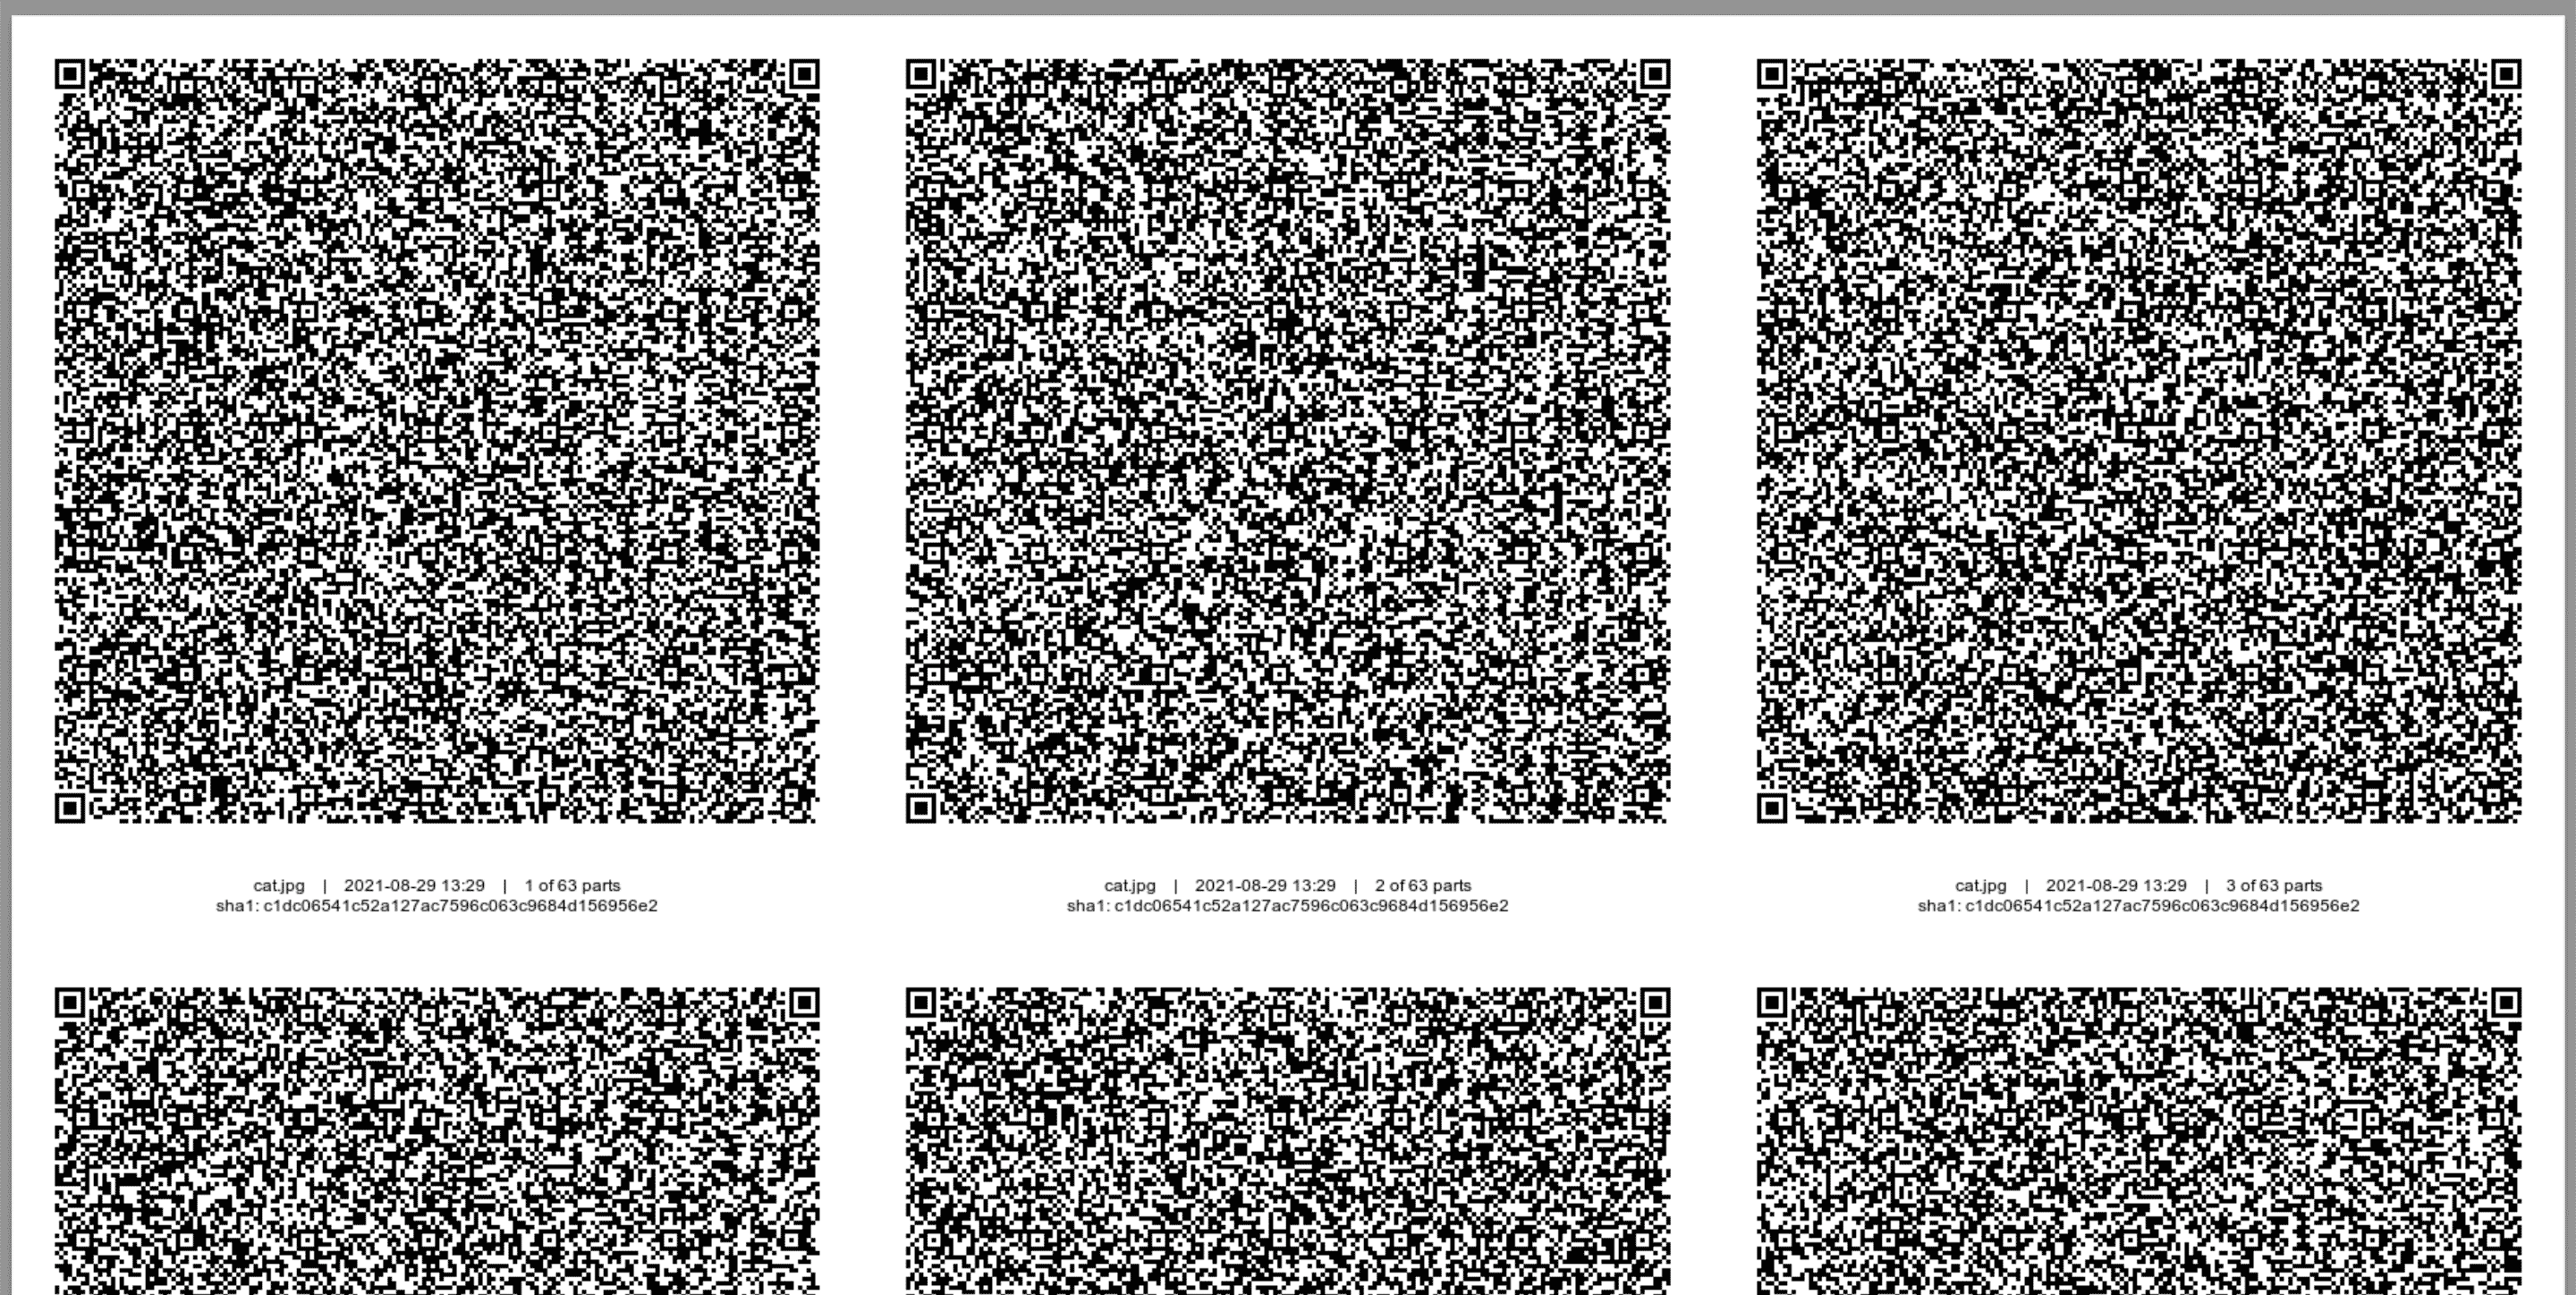 cat.jpg | 2021-08-29 13:29 | 1 of 63 parts
sha1: c1dc06541c52a127ac7596c063c9684d156956e2
cat.jpg | 2021-08-29 13:29 | 2 of 63 parts
sha1: c1dc06541c52a127ac7596c063c9684d156956e2
cat.jpg | 2021-08-29 13:29 | 3 of 63 parts
sha1: c1dc06541c52a127ac7596c063c9684d156956e2